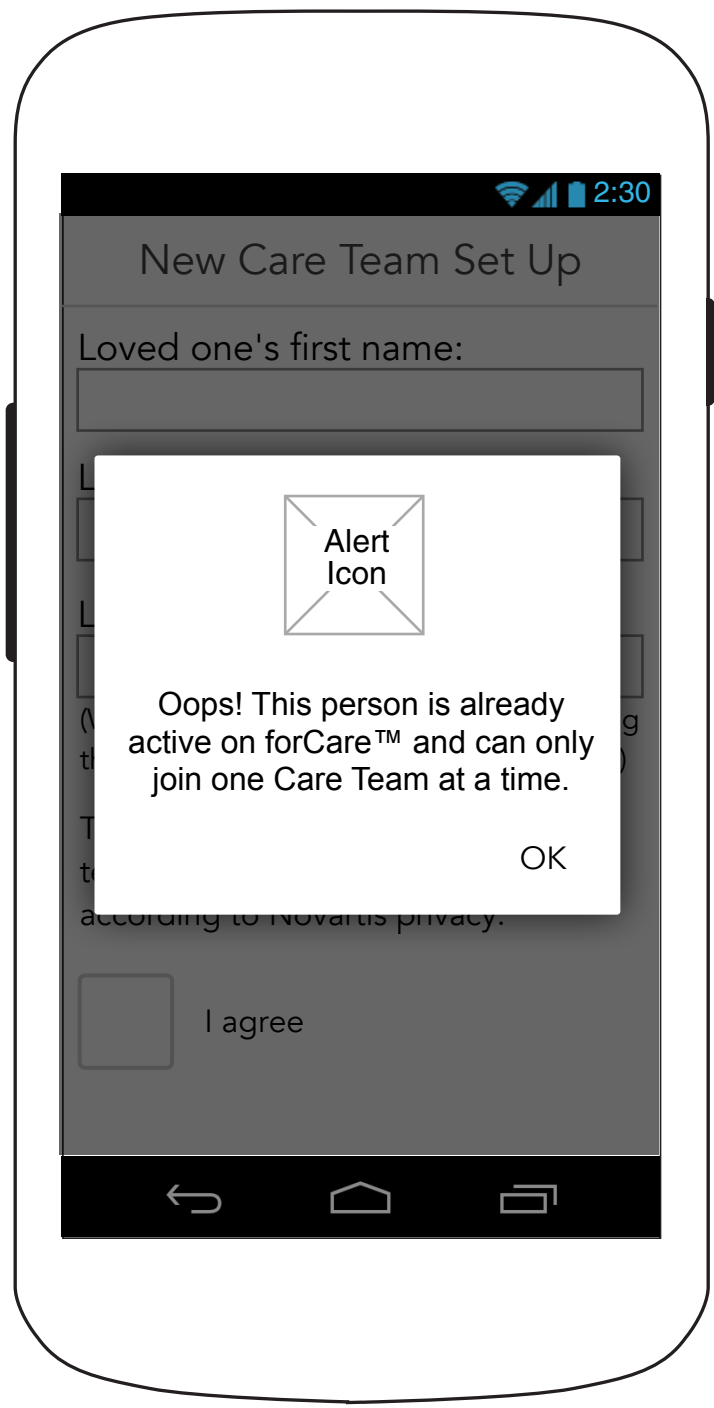 2:30
New Care Team Set Up
Loved one's first name:
Alert
Icon
Oops! This person is already
active on forCare™ and can only
join one Care Team at a time.
OK
according to Novartis privacy.
I agree